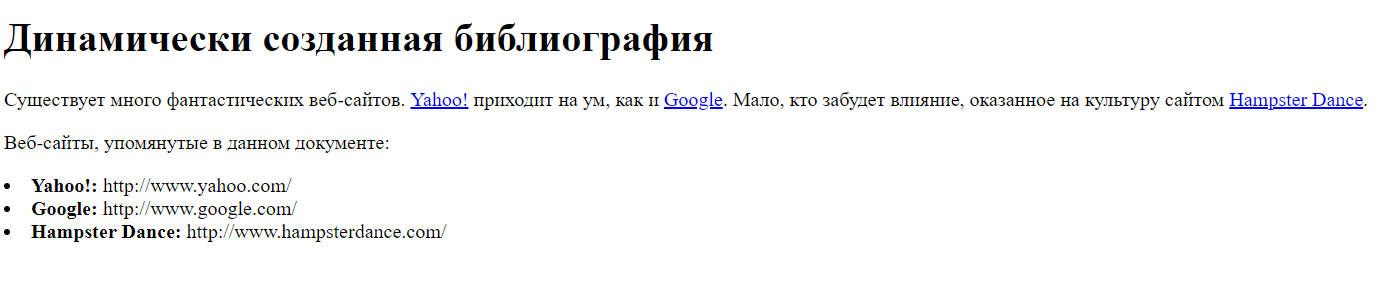 Динамически созданная библиография
Существует много фантастических веб-сайтов. Yahoo! приходит на ум, как и Google. Мало, кто забудет влияние, оказанное на культуру сайтом Hampster Dance.
Веб-сайты, упомянутые в данном документе:
• Yahoo!: http://www.yahoo.com/
• Google: http://www.google.com/
• Hampster Dance: http://www.hampsterdance.com/